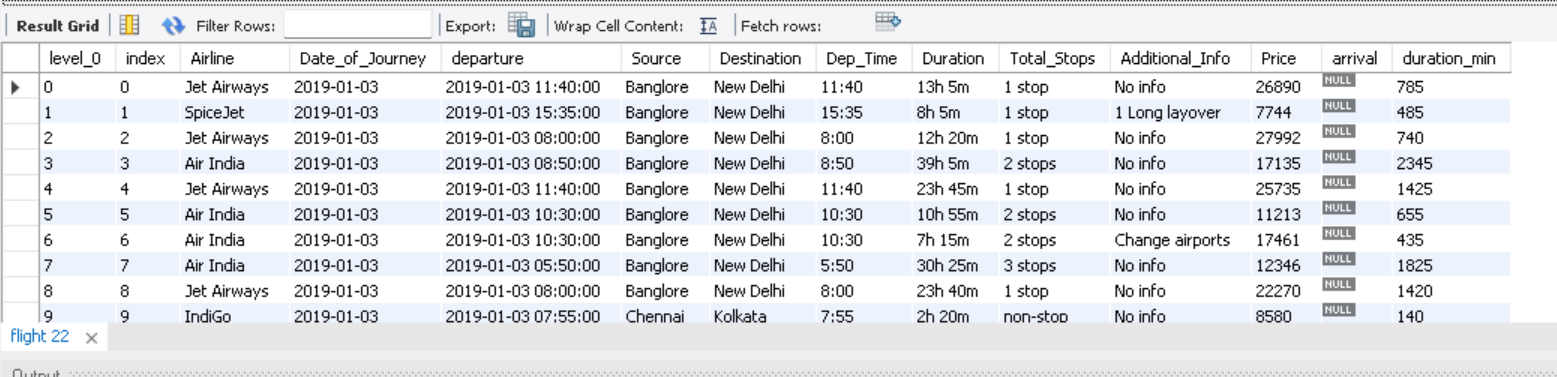 Result Grid Filter Rows: Export: Wrap Cell Content: IA Fetch rows:
level_0 index Airline Date_of_Journey departure Source Destination Dep_Time Duration Total_Stops Additional_Info Price arrival duration_min
0 0 Jet Airways 2019-01-03 2019-01-03 11:40:00 Banglore New Delhi 11:40 13h 5m 1 stop No info 26890 NULL 785
1 1 SpiceJet 2019-01-03 2019-01-03 15:35:00 Banglore New Delhi 15:35 8h 5m 1 stop 1 Long layover 7744 NULL 485
2 2 Jet Airways 2019-01-03 2019-01-03 08:00:00 Banglore New Delhi 8:00 12h 20m 1 stop No info 27992 NULL 740
3 3 Air India 2019-01-03 2019-01-03 08:50:00 Banglore New Delhi 8:50 39h 5m 2 stops No info 17135 NULL 2345
4 4 Jet Airways 2019-01-03 2019-01-03 11:40:00 Banglore New Delhi 11:40 23h 45m 1 stop No info 25735 NULL 1425
5 5 Air India 2019-01-03 2019-01-03 10:30:00 Banglore New Delhi 10:30 10h 55m 2 stops No info 11213 NULL 655
6 6 Air India 2019-01-03 2019-01-03 10:30:00 Banglore New Delhi 10:30 7h 15m 2 stops Change airports 17461 NULL 435
7 7 Air India 2019-01-03 2019-01-03 05:50:00 Banglore New Delhi 5:50 30h 25m 3 stops No info 12346 NULL 1825
8 8 Jet Airways 2019-01-03 2019-01-03 08:00:00 Banglore New Delhi 8:00 23h 40m 1 stop No info 22270 NULL 1420
9 9 IndiGo 2019-01-03 2019-01-03 07:55:00 Chennai Kolkata 7:55 2h 20m non-stop No info 8580 NULL 140
flight 22
Output